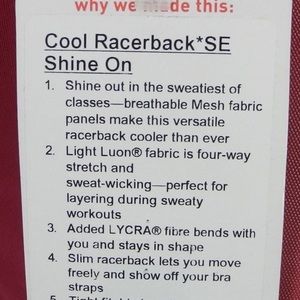 why we made this:
Cool Racerback*SE
Shine On
1. Shine out in the sweatiest of
classes—breathable Mesh fabric
panels make this versatile
racerback cooler than ever
2. Light Luon® fabric is four-way
stretch and
sweat-wicking—perfect for
layering during sweaty
workouts
3. Added LYCRA® fibre bends with
you and stays in shape
4. Slim racerback lets you move
freely and show off your bra
straps